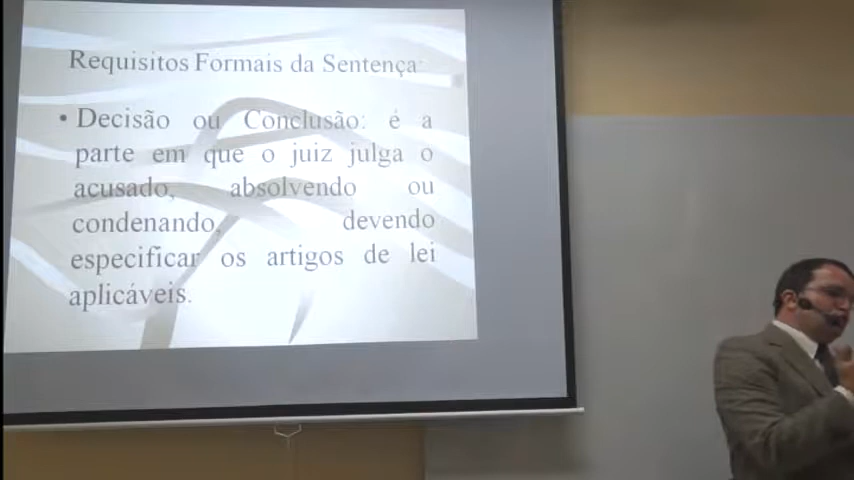 Requisitos Formais da Sentença:
• Decisão ou Conclusão: é a
parte em que o juiz julga o
acusado, absolvendo ou
condenando, devendo
especificar os artigos de lei
aplicáveis.